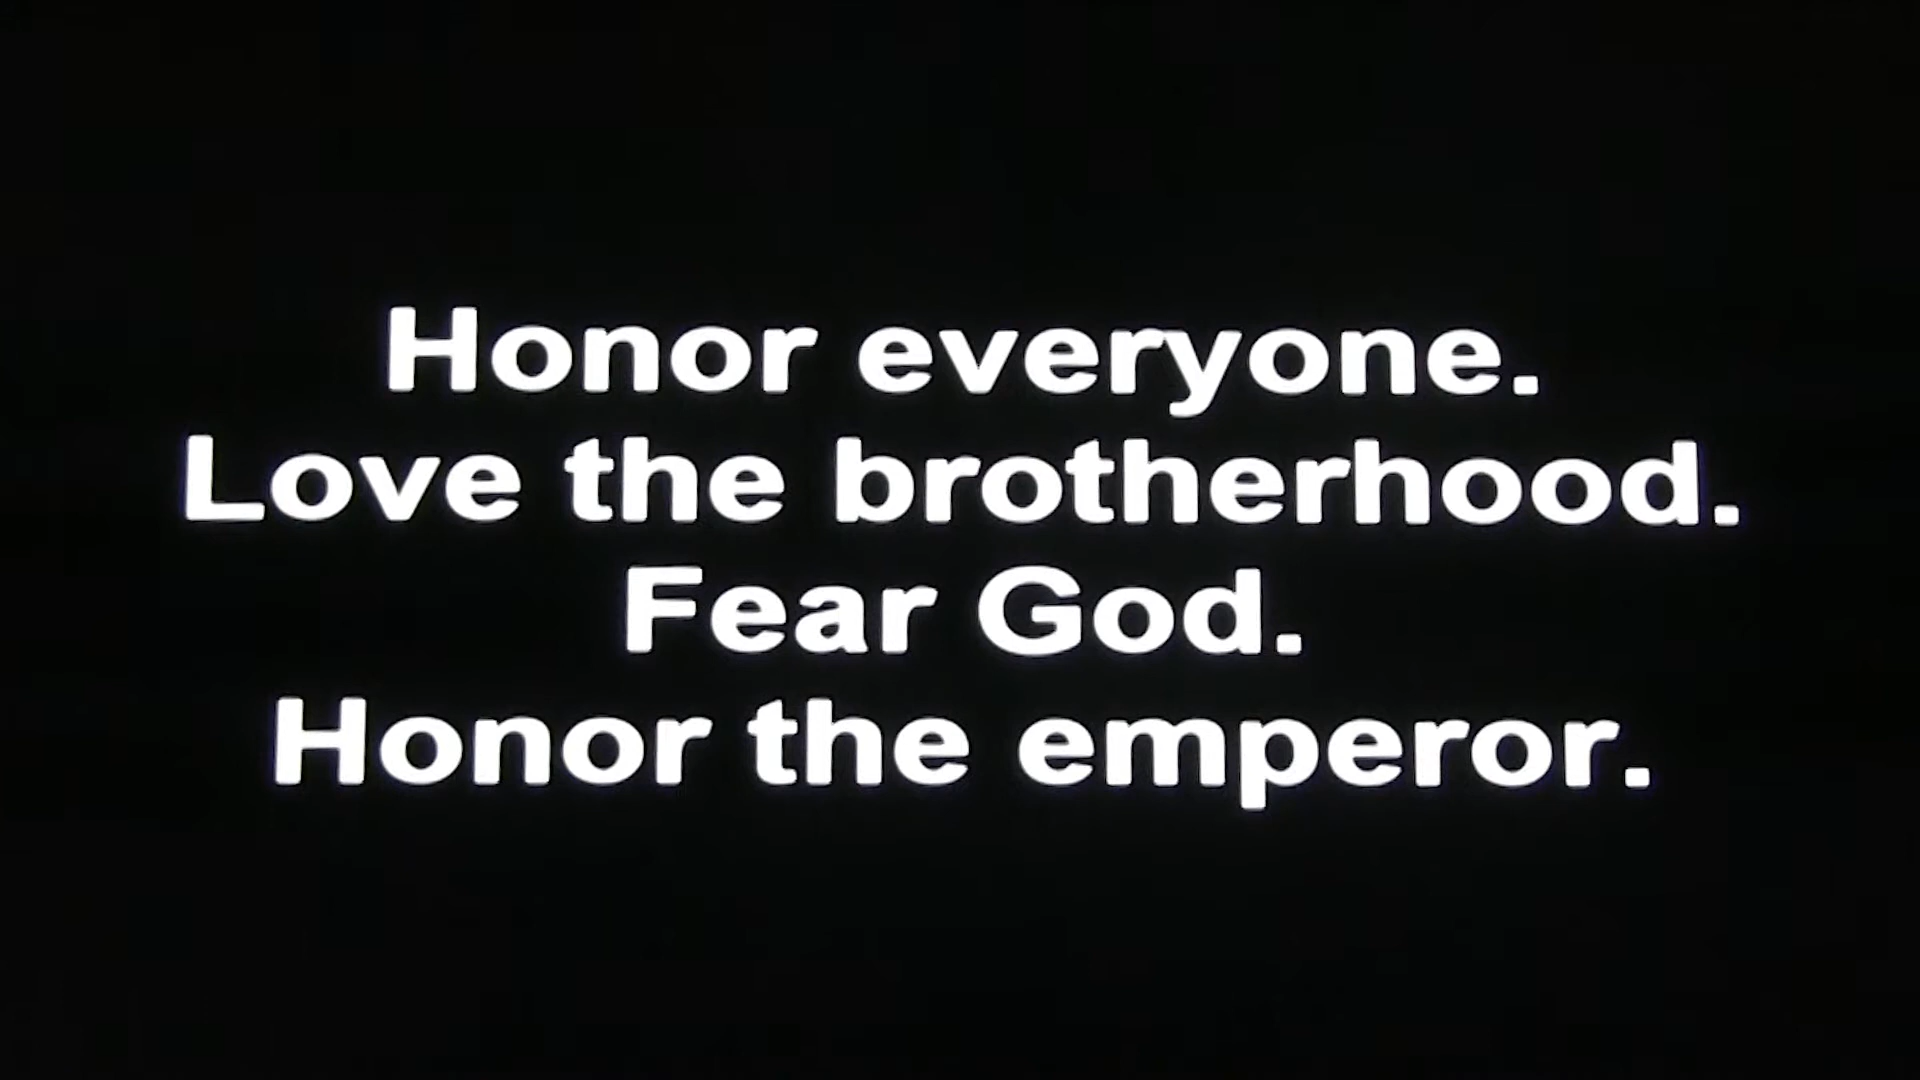 Honor everyone.
Love the brotherhood.
Fear God.
Honor the emperor.